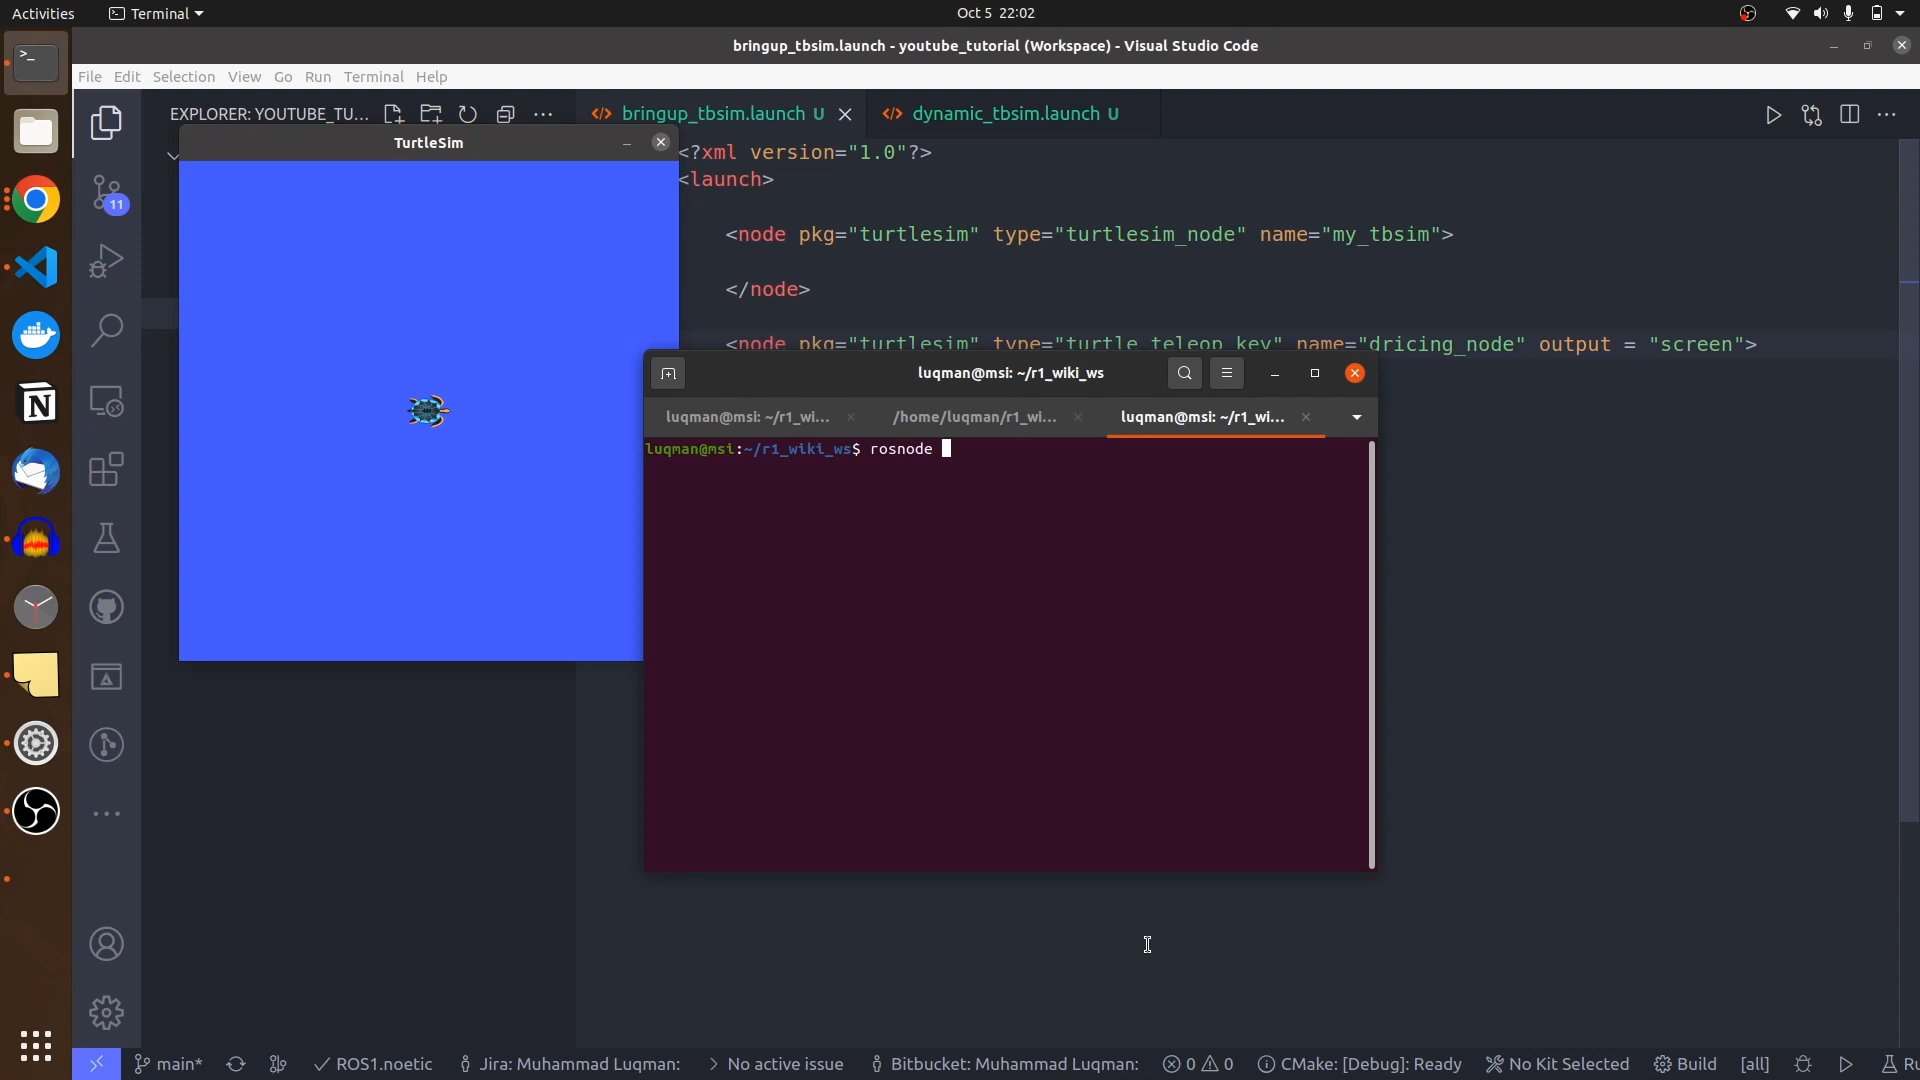 Activities
Terminal
Oct 5 22:02
bringup_tbsim.launch - youtube_tutorial (Workspace) - Visual Studio Code
File Edit Selection View Go Run Terminal Help
EXPLORER: YOUTUBE_TU...
bringup_tbsim.launch U
dynamic_tbsim.launch U
11
TurtleSim
<?xml version="1.0"?>
<launch>
<node pkg="turtlesim" type="turtlesim_node" name="my_tbsim">
</node>
<node pkg="turtlesim" type="turtle_teleop_key" name="dricing_node" output = "screen">
luqman@msi: ~/r1_wiki_ws
luqman@msi: ~/r1_wi...
/home/luqman/r1_wi...
luqman@msi: ~/r1_wi...
luqman@msi:~/r1_wiki_ws$ rosnode
main*
ROS1.noetic
Jira: Muhammad Luqman:
No active issue
Bitbucket: Muhammad Luqman:
0
0
CMake: [Debug]: Ready
No Kit Selected
Build
[all]
Ru